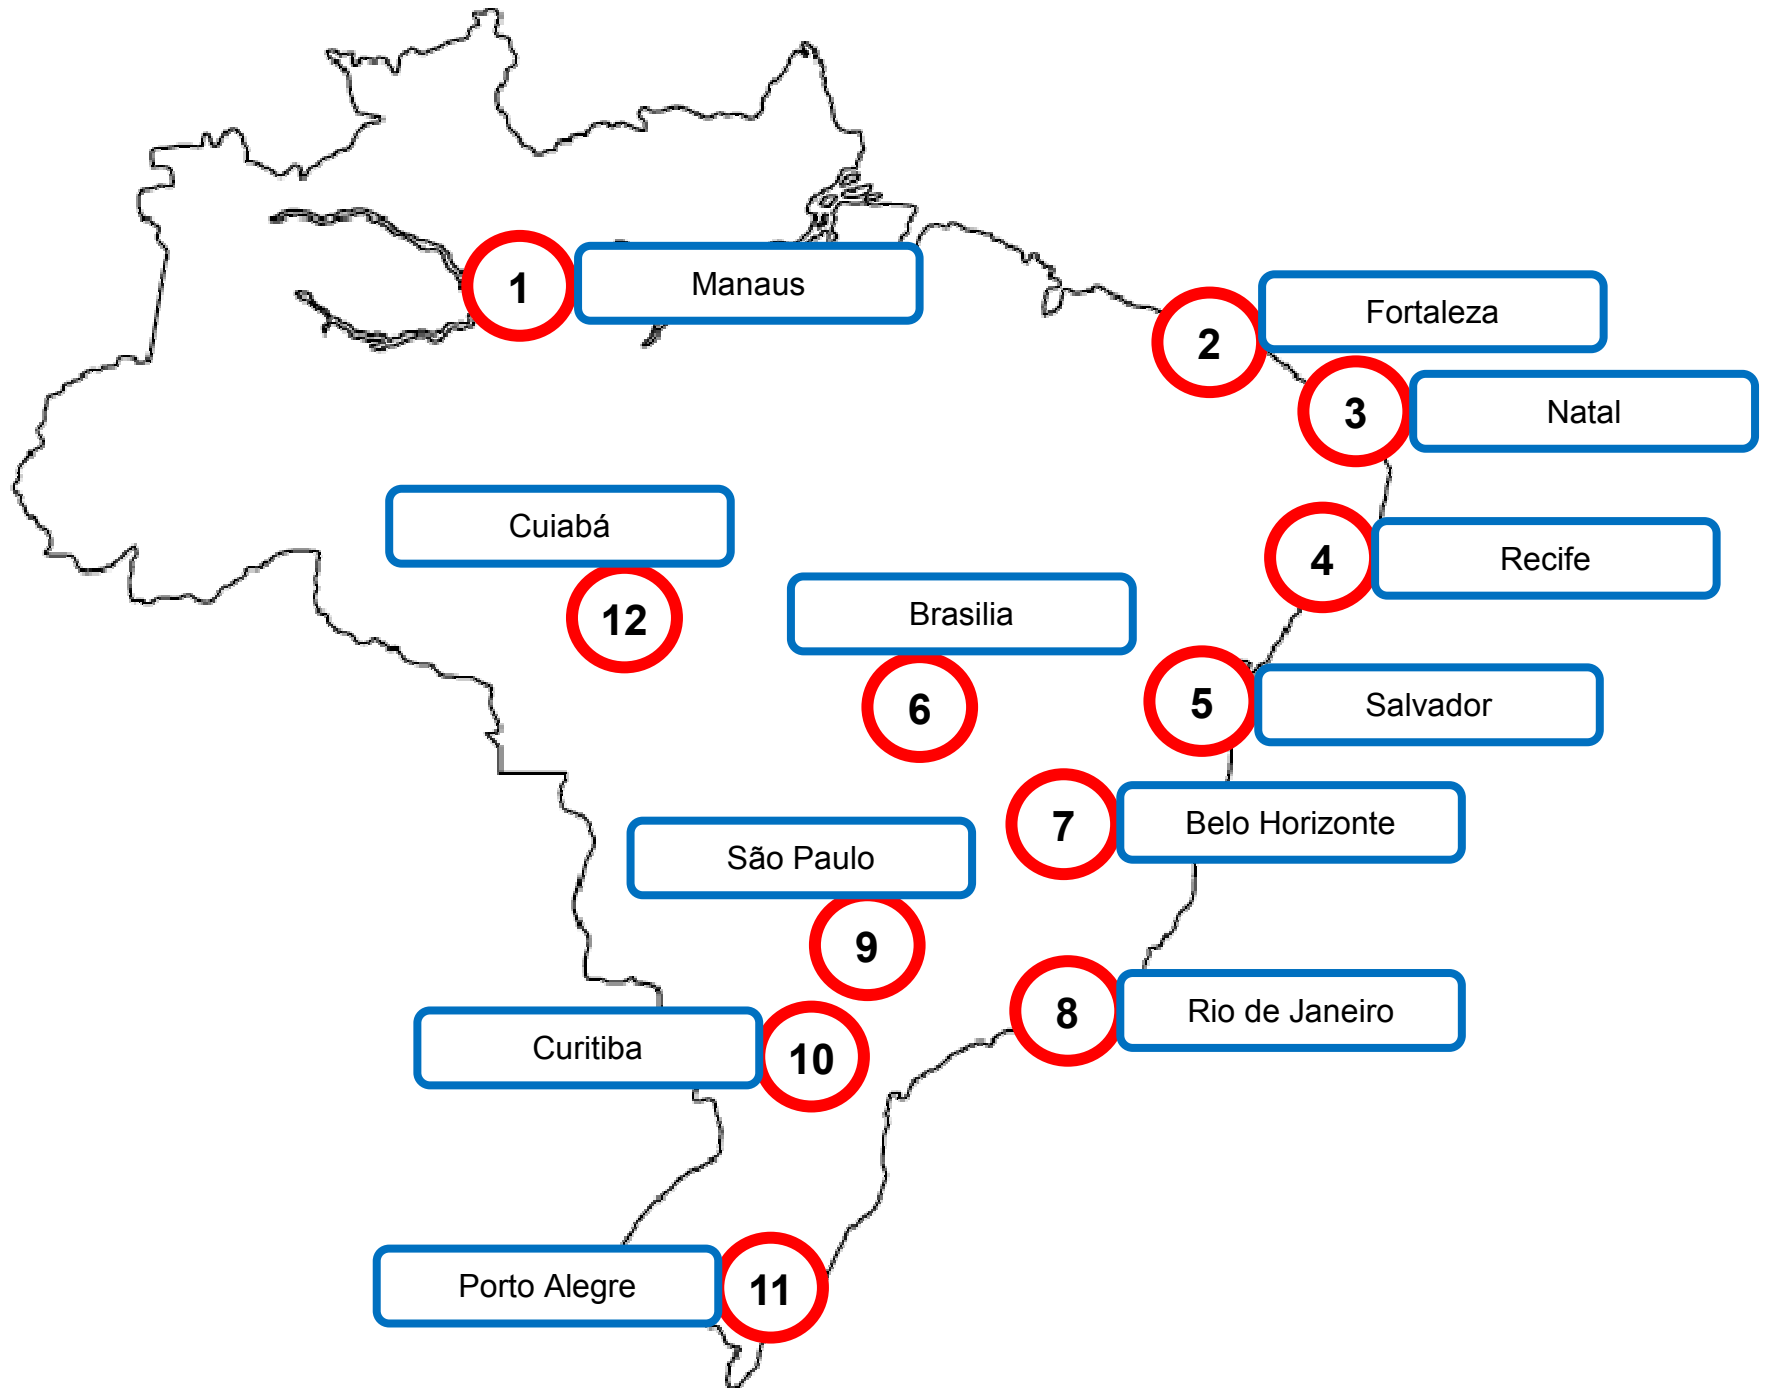 1
Manaus
Fortaleza
2
3
Natal
Cuiabá
4
Recife
12
Brasilia
6
5
Salvador
7
Belo Horizonte
São Paulo
9
8
Rio de Janeiro
Curitiba
10
Porto Alegre
11